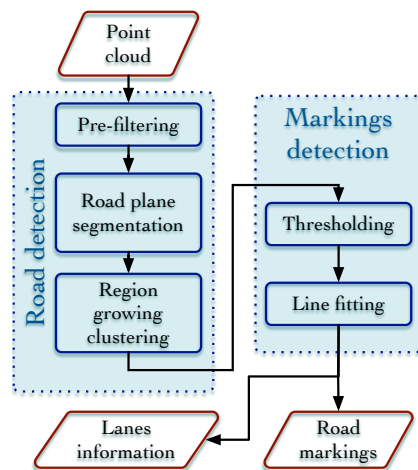 Point
cloud
Road detection
Pre-filtering
Road plane
segmentation
Region
growing
clustering
Markings
detection
Thresholding
Line fitting
Lanes
information
Road
markings